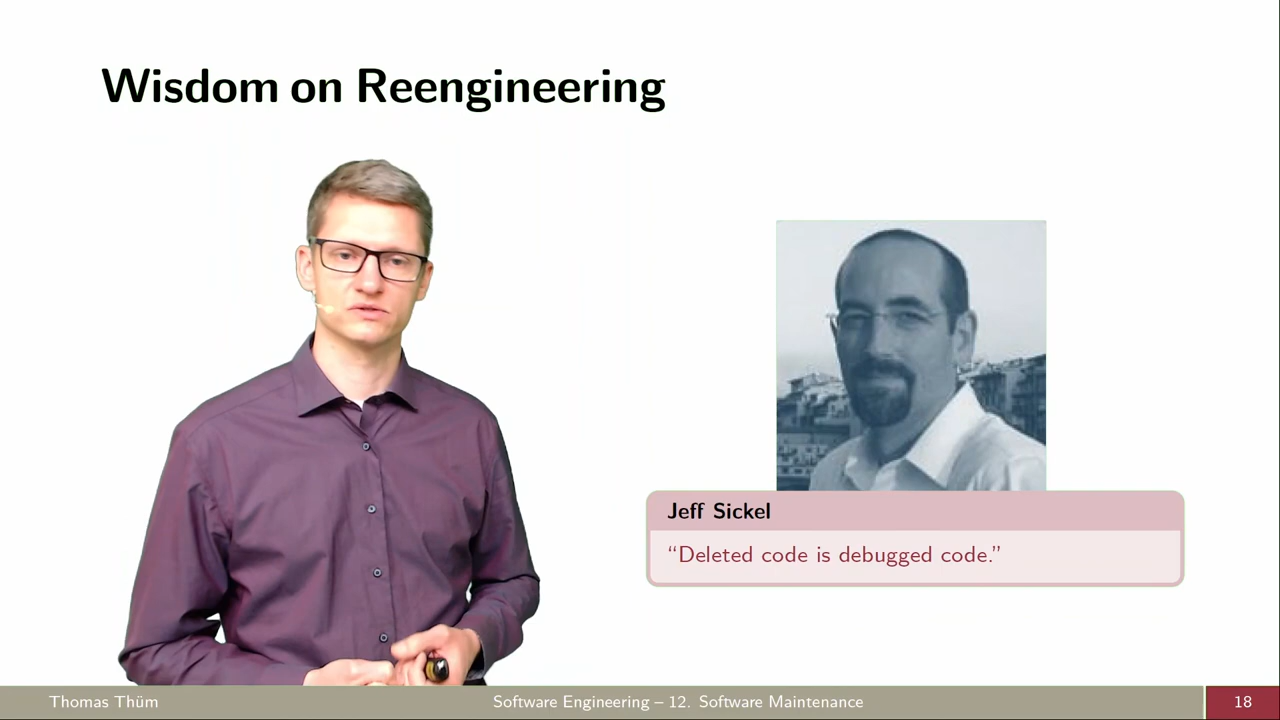 Wisdom on Reengineering
Jeff Sickel
“Deleted code is debugged code.”
Thomas Thüm
Software Engineering – 12. Software Maintenance
18